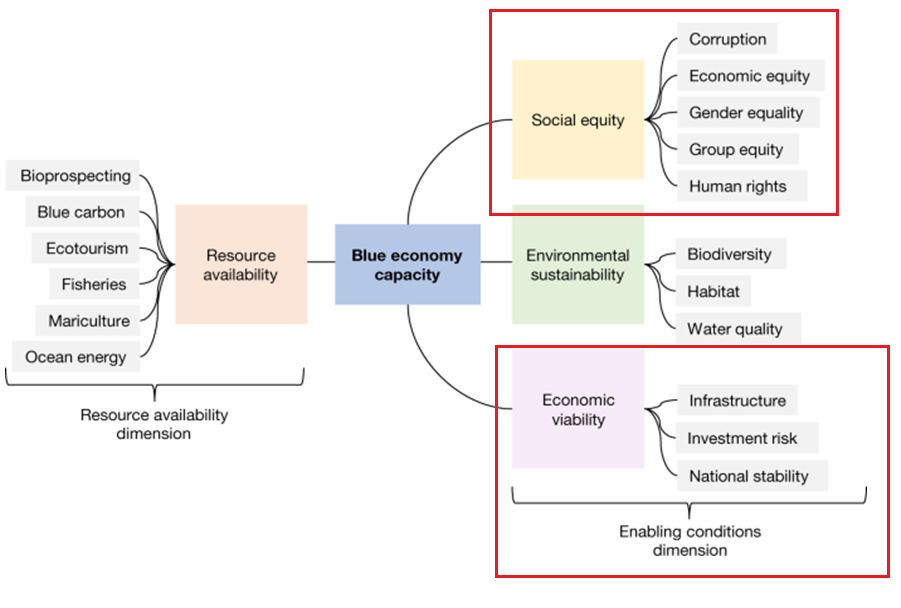 Bioprospecting
Blue carbon
Ecotourism
Fisheries
Mariculture
Ocean energy
Resource
availability
Resource availability
dimension
Blue economy
capacity
Social equity
Corruption
Economic equity
Gender equality
Group equity
Human rights
Environmental
sustainability
Biodiversity
Habitat
Water quality
Economic
viability
Infrastructure
Investment risk
National stability
Enabling conditions
dimension